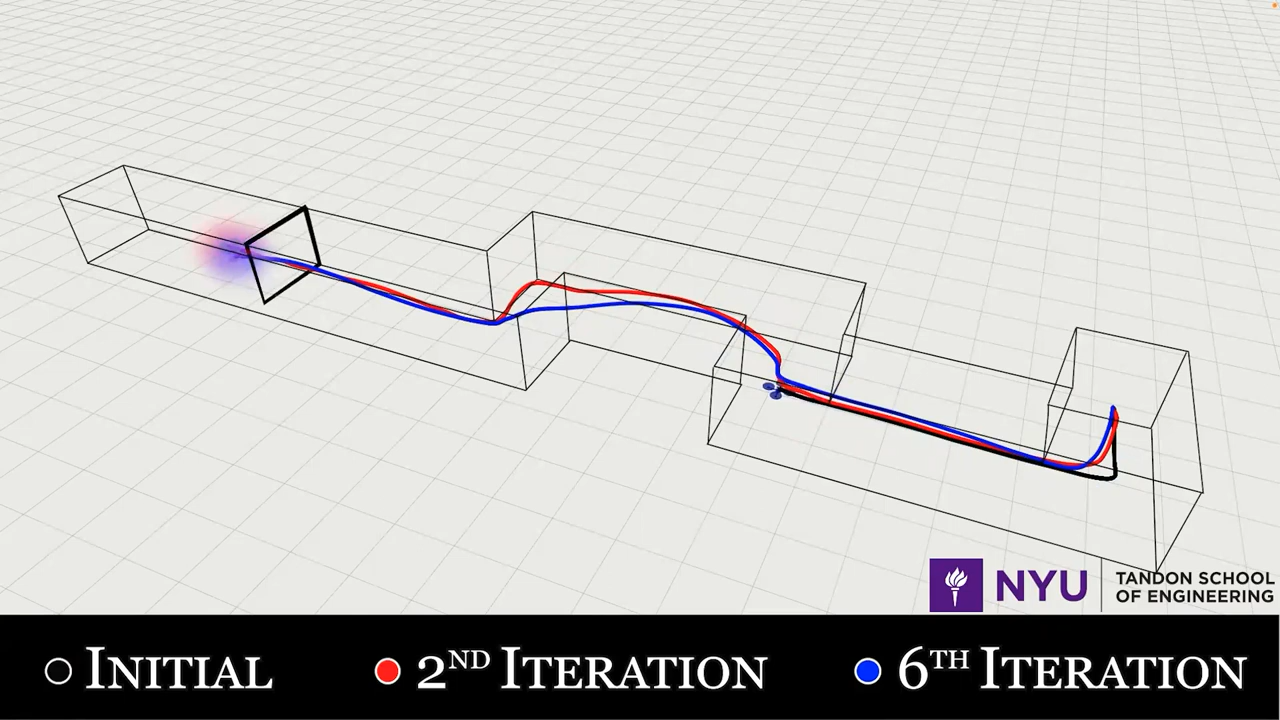 NYU
TANDON SCHOOL
OF ENGINEERING
INITIAL
2ND ITERATION
6TH ITERATION